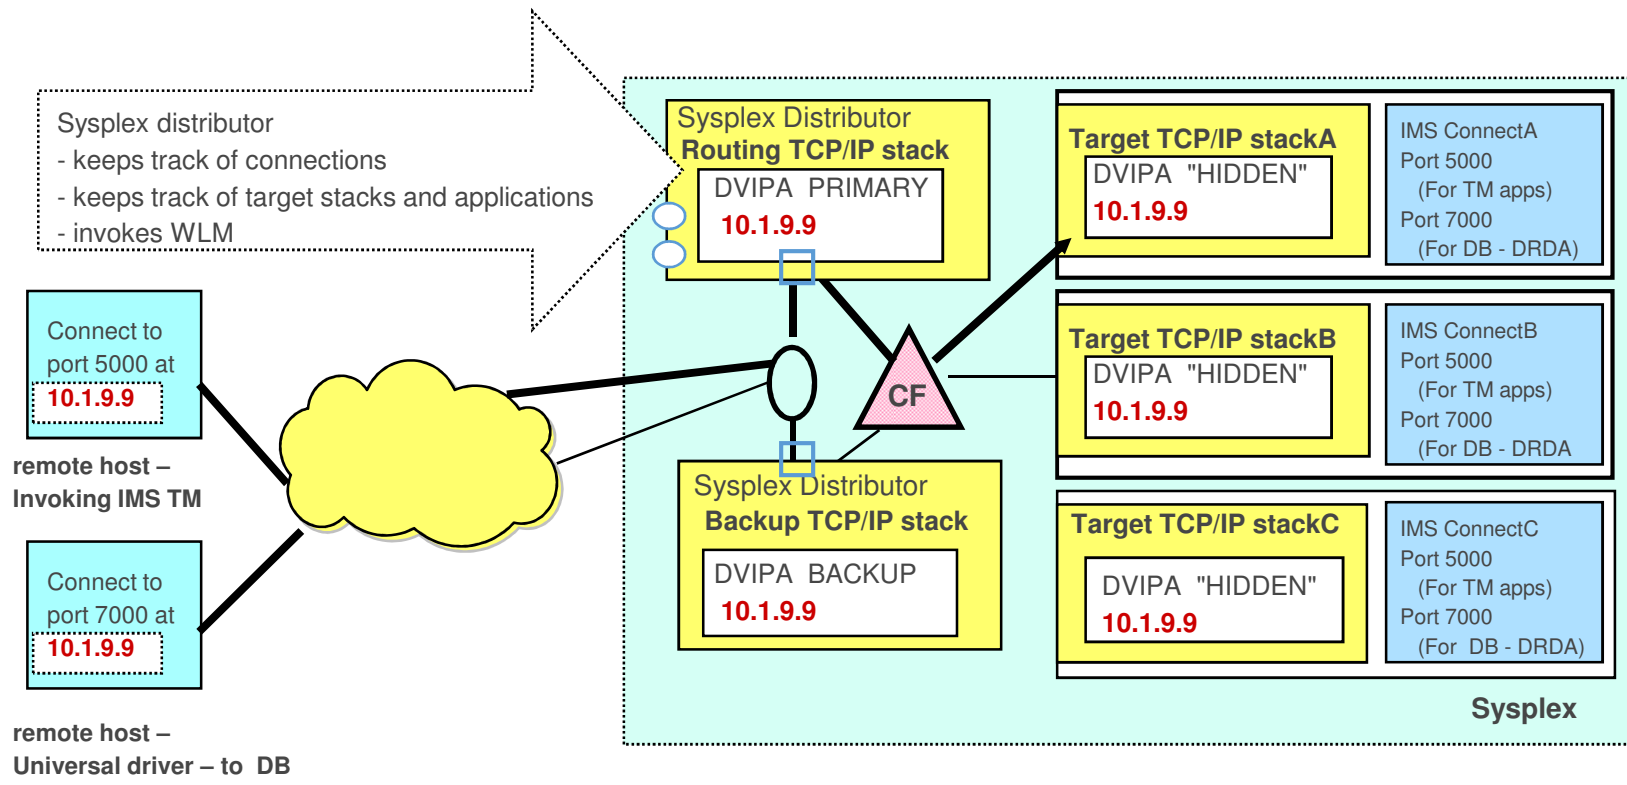 Sysplex distributor
- keeps track of connections
- keeps track of target stacks and applications
- invokes WLM
Connect to
port 5000 at
10.1.9.9
remote host –
Invoking IMS TM
Connect to
port 7000 at
10.1.9.9
remote host –
Universal driver – to DB
Sysplex Distributor
Routing TCP/IP stack
DVIPA PRIMARY
10.1.9.9
CF
Sysplex Distributor
Backup TCP/IP stack
DVIPA BACKUP
10.1.9.9
Target TCP/IP stackA
DVIPA "HIDDEN"
10.1.9.9
IMS ConnectA
Port 5000
(For TM apps)
Port 7000
(For DB - DRDA)
Target TCP/IP stackB
DVIPA "HIDDEN"
10.1.9.9
IMS ConnectB
Port 5000
(For TM apps)
Port 7000
(For DB - DRDA
Target TCP/IP stackC
DVIPA "HIDDEN"
10.1.9.9
IMS ConnectC
Port 5000
(For TM apps)
Port 7000
(For DB - DRDA)
Sysplex